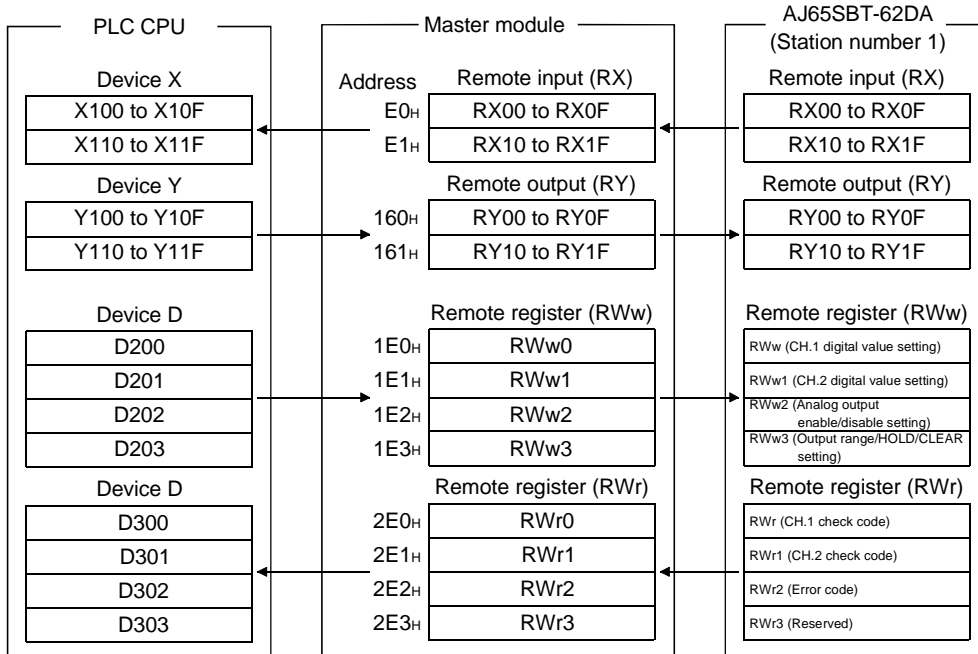 PLC CPU
Master module
AJ65SBT-62DA
(Station number 1)
Device X
Address
Remote input (RX)
Remote input (RX)
X100 to X10F
E0H
RX00 to RX0F
RX00 to RX0F
X110 to X11F
E1H
RX10 to RX1F
RX10 to RX1F
Device Y
Remote output (RY)
Remote output (RY)
Y100 to Y10F
160H
RY00 to RY0F
RY00 to RY0F
Y110 to Y11F
161H
RY10 to RY1F
RY10 to RY1F
Device D
Remote register (RWw)
Remote register (RWw)
D200
1E0H
RWw0
RWw (CH.1 digital value setting)
D201
1E1H
RWw1
RWw1 (CH.2 digital value setting)
D202
1E2H
RWw2
RWw2 (Analog output
enable/disable setting)
D203
1E3H
RWw3
RWw3 (Output range/HOLD/CLEAR
setting)
Device D
Remote register (RWr)
Remote register (RWr)
D300
2E0H
RWr0
RWr (CH.1 check code)
D301
2E1H
RWr1
RWr1 (CH.2 check code)
D302
2E2H
RWr2
RWr2 (Error code)
D303
2E3H
RWr3
RWr3 (Reserved)